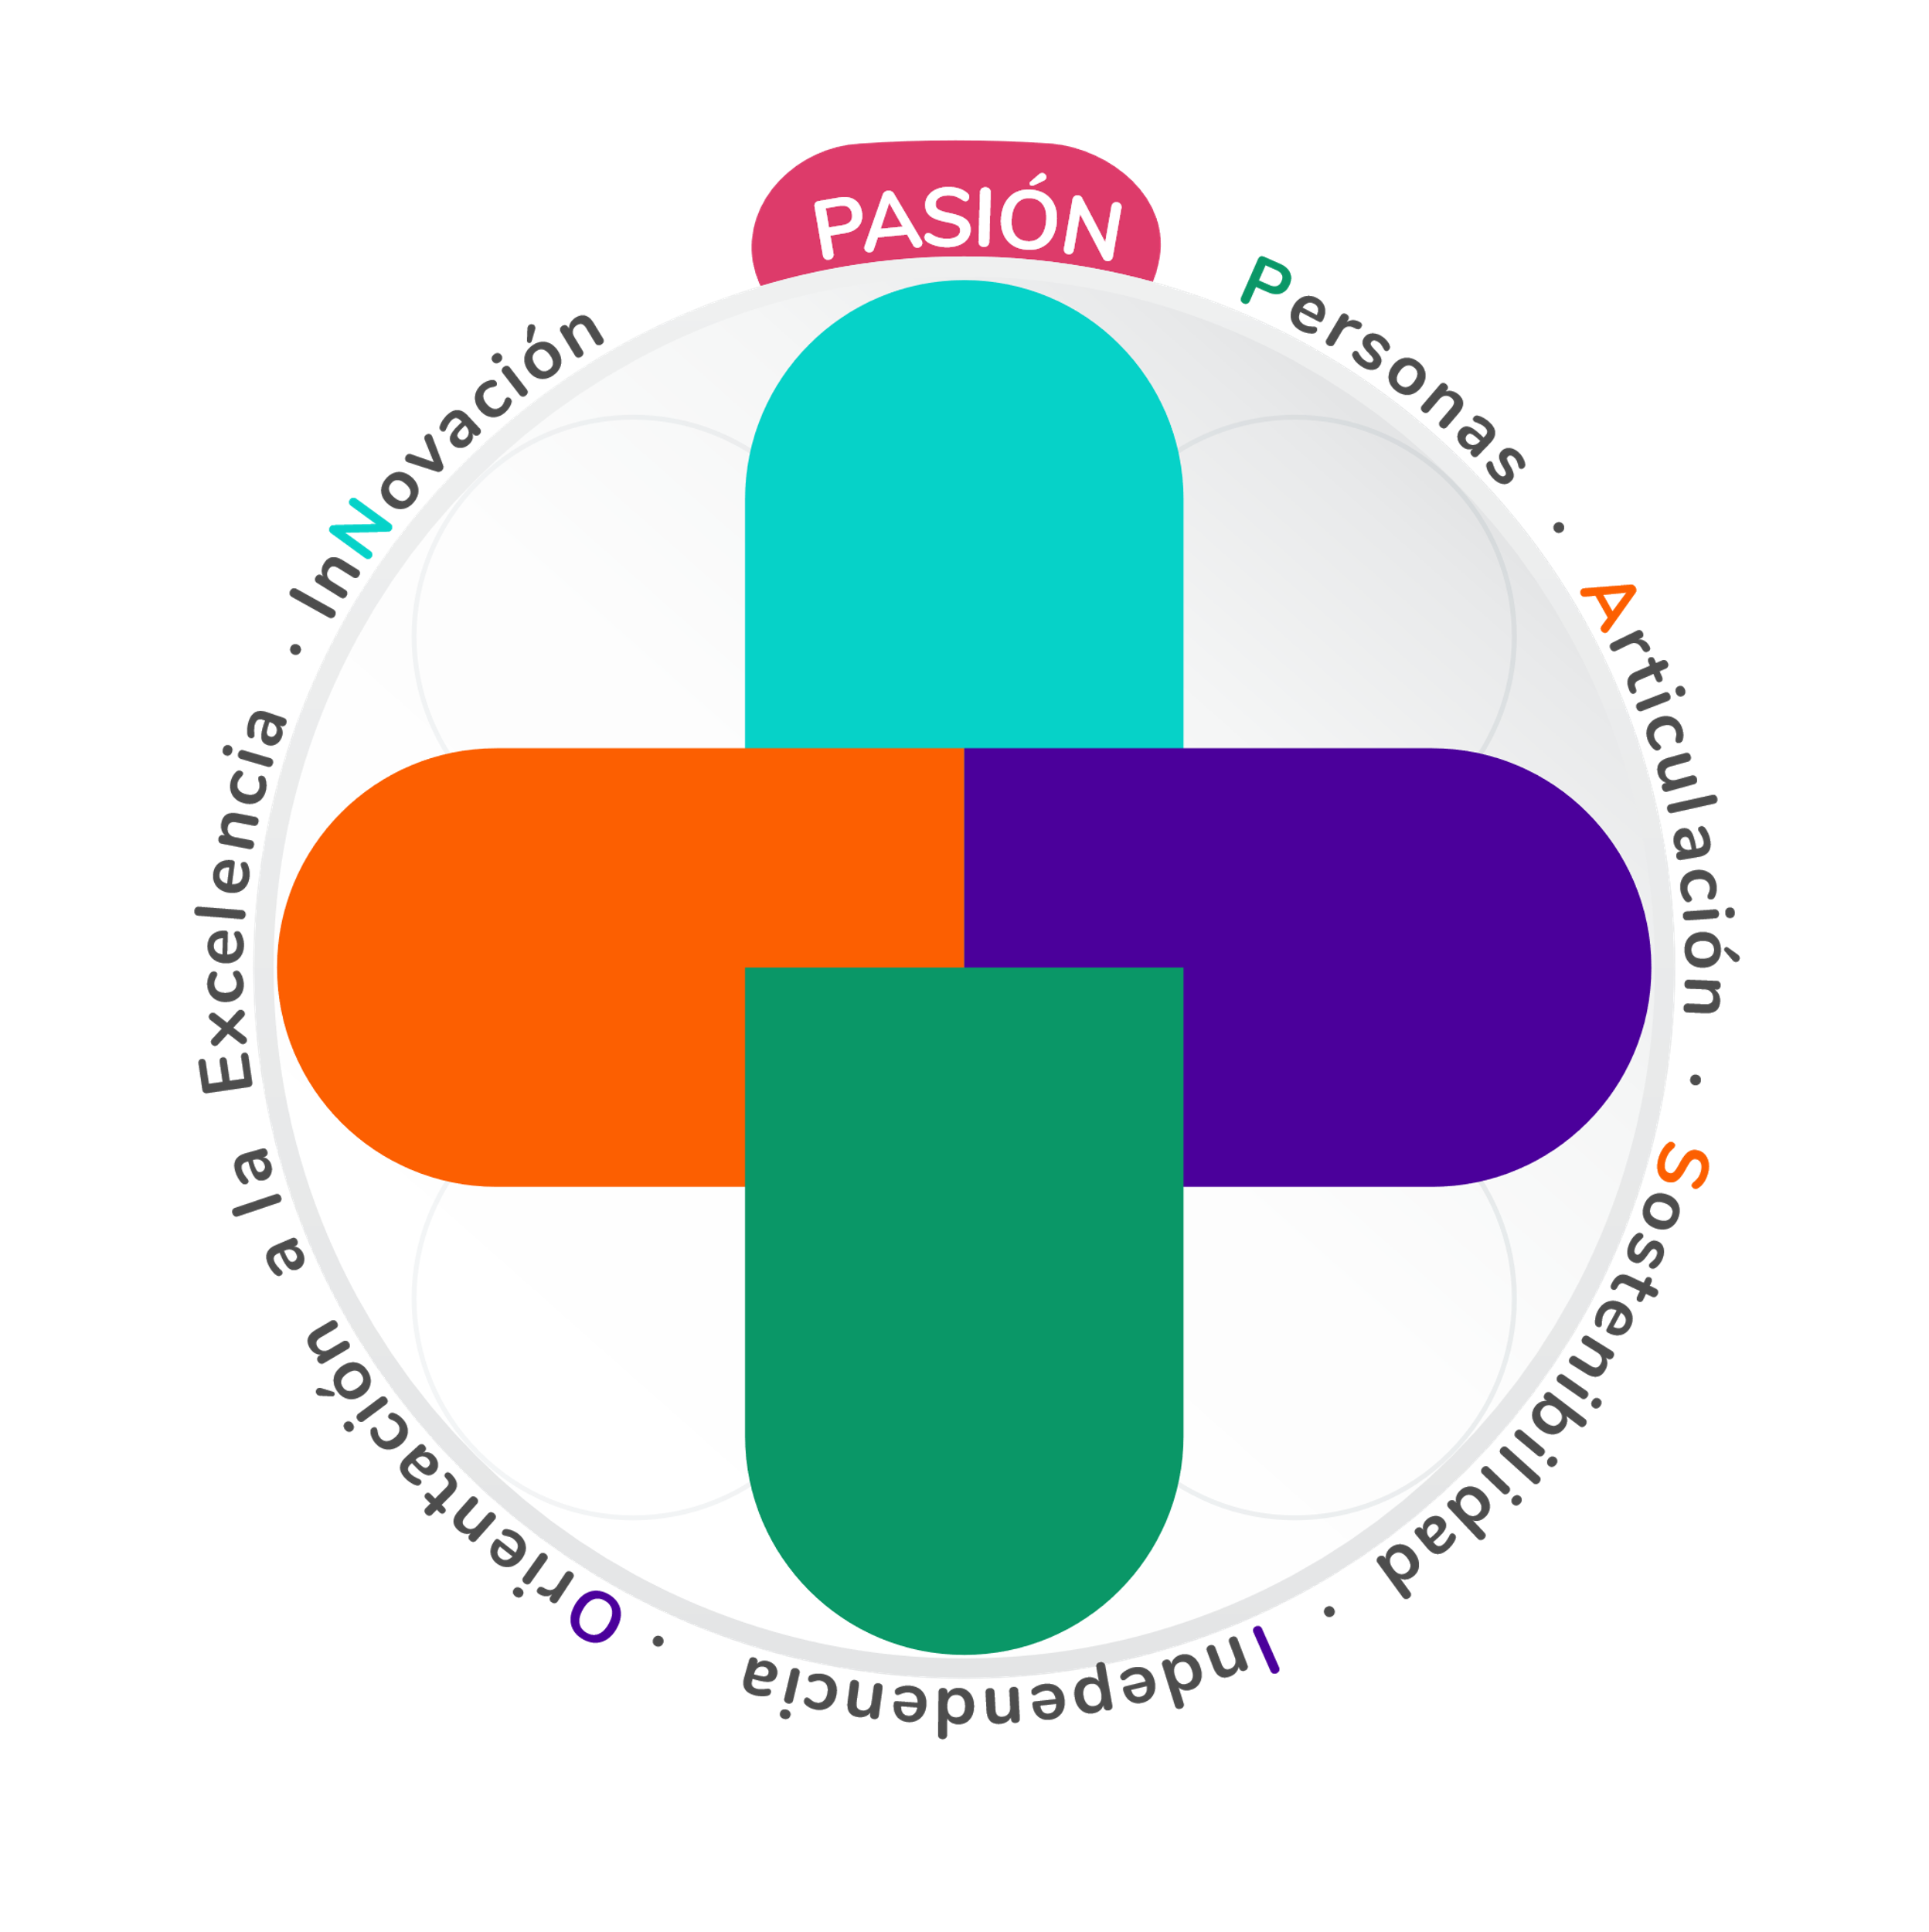 PASIÓN
Personas · Articulación · Sostenibilidad · Independencia · Orientación a la Excelencia · InNovación